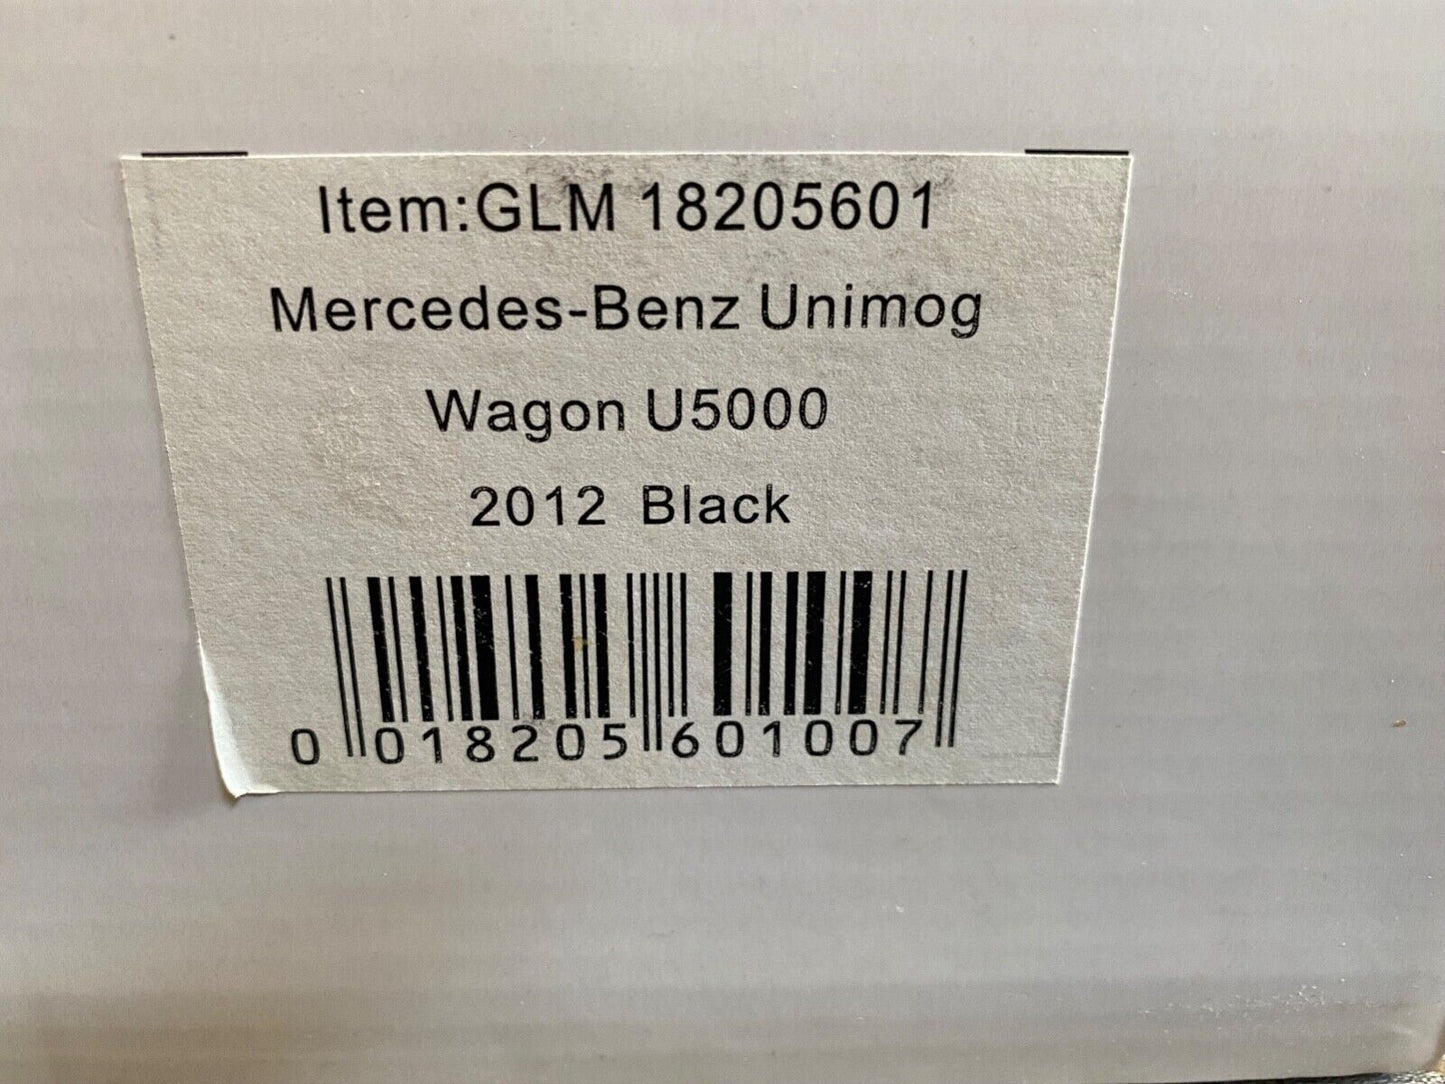 Item:GLM 18205601
Mercedes-Benz Unimog
Wagon U5000
2012 Black
0 018205 601007